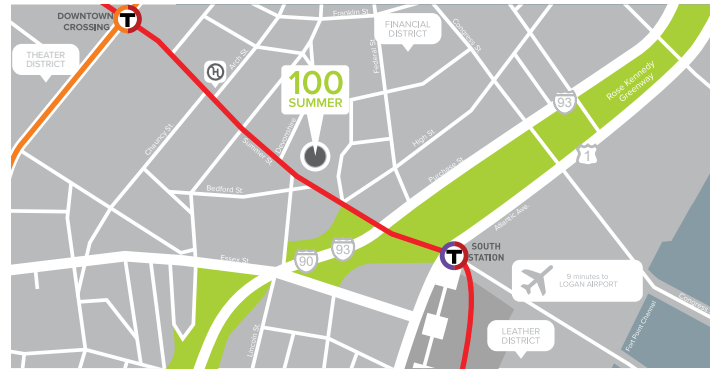 DOWNTOWN
CROSSING
T
Franklin St
FINANCIAL
DISTRICT
THEATER
DISTRICT
Arch St
Federal St
H
100
SUMMER
93
Rose Kennedy
Greenway
Chauncy St
Summer St
Devonshire
High St
1
Purchase St
Bedford St
Atlantic Ave
Essex St
90
93
T
SOUTH
STATION
9 minutes to
LOGAN AIRPORT
Lincoln St
LEATHER
DISTRICT
Fort Point Channel